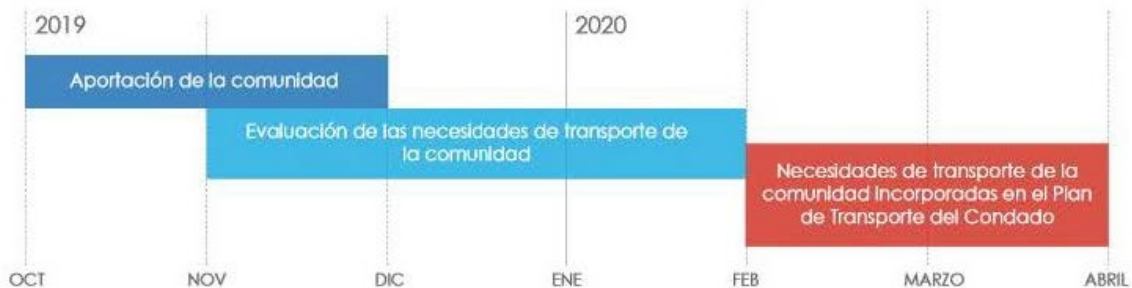 2019
2020
Aportación de la comunidad
Evaluación de las necesidades de transporte de
la comunidad
Necesidades de transporte de la
comunidad incorporadas en el Plan
de Transporte del Condado
OCT
NOV
DIC
ENE
FEB
MARZO
ABRIL